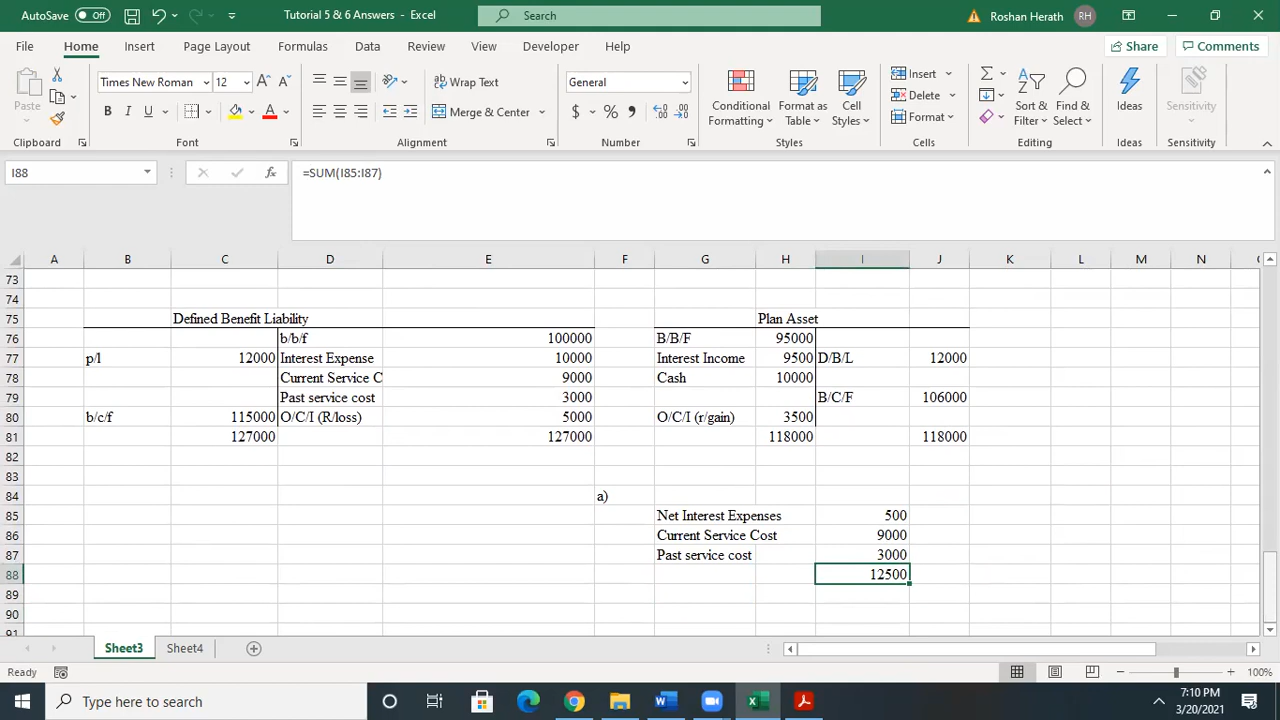 AutoSave Off Tutorial 5 & 6 Answers - Excel Search Roshan Herath RH
File Home Insert Page Layout Formulas Data Review View Developer Help Share Comments
Paste Times New Roman 12 A A Wrap Text General Conditional Formatting Format as Table Cell Styles Insert Sort & Filter Find & Select Ideas Sensitivity
B I U A Merge & Center $ % , Delete
Format
Clipboard Font Alignment Number Styles Cells Editing Ideas Sensitivity
I88 fx =SUM(I85:I87)
A B C D E F G H I J K L M N
73
74
75 Defined Benefit Liability Plan Asset
76 b/b/f 100000 B/B/F 95000
77 p/l 12000 Interest Expense 10000 Interest Income 9500 D/B/L 12000
78 Current Service C 9000 Cash 10000
79 Past service cost 3000 B/C/F 106000
80 b/c/f 115000 O/C/I (R/loss) 5000 O/C/I (r/gain) 3500
81 127000 127000 118000 118000
82
83
84 a)
85 Net Interest Expenses 500
86 Current Service Cost 9000
87 Past service cost 3000
88 12500
89
90
91
Sheet3 Sheet4
Ready 100%
Type here to search 7:10 PM
3/20/2021